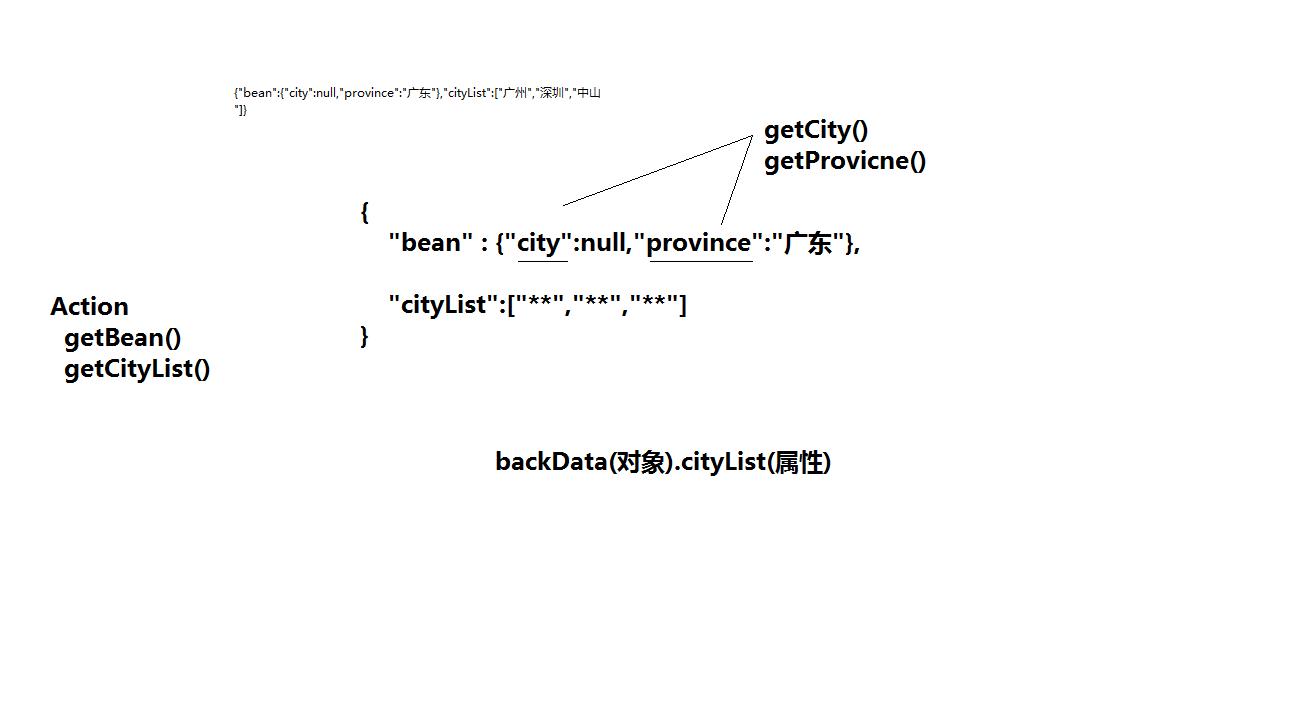 {"bean":{"city":null,"province":"广东"},"cityList":["广州","深圳","中山
"]}
getCity()
getProvicne()
{
"bean" : {"city":null,"province":"广东"},
"cityList":["**","**","**"]
}
Action
getBean()
getCityList()
backData(对象).cityList(属性)